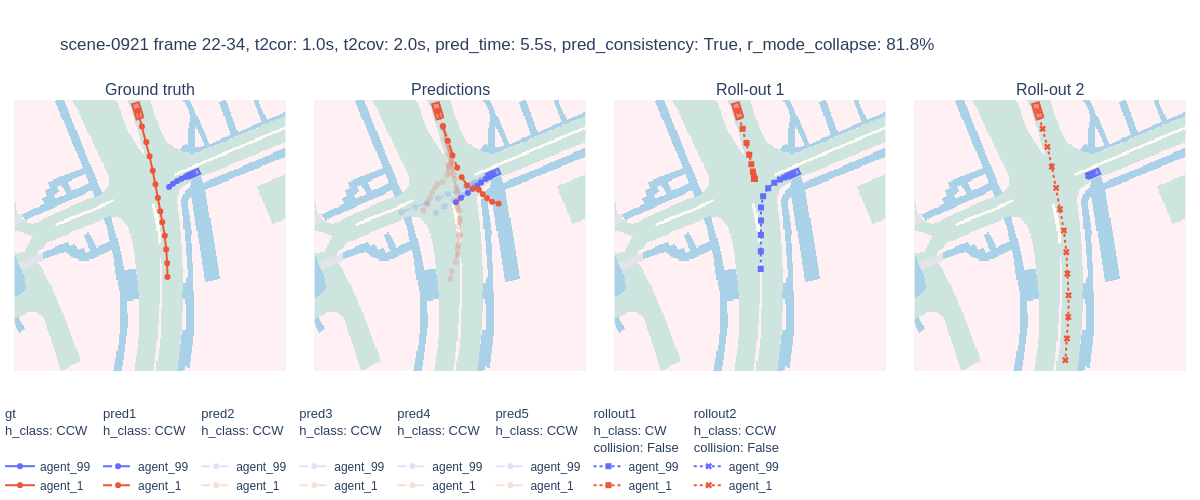 scene-0921 frame 22-34, t2cor: 1.0s, t2cov: 2.0s, pred_time: 5.5s, pred_consistency: True, r_mode_collapse: 81.8%
Ground truth
Predictions
Roll-out 1
Roll-out 2
gt
h_class: CCW
agent_99
agent_1
pred1
h_class: CCW
agent_99
agent_1
pred2
h_class: CCW
agent_99
agent_1
pred3
h_class: CCW
agent_99
agent_1
pred4
h_class: CCW
agent_99
agent_1
pred5
h_class: CCW
agent_99
agent_1
rollout1
h_class: CW
collision: False
agent_99
agent_1
rollout2
h_class: CCW
collision: False
agent_99
agent_1